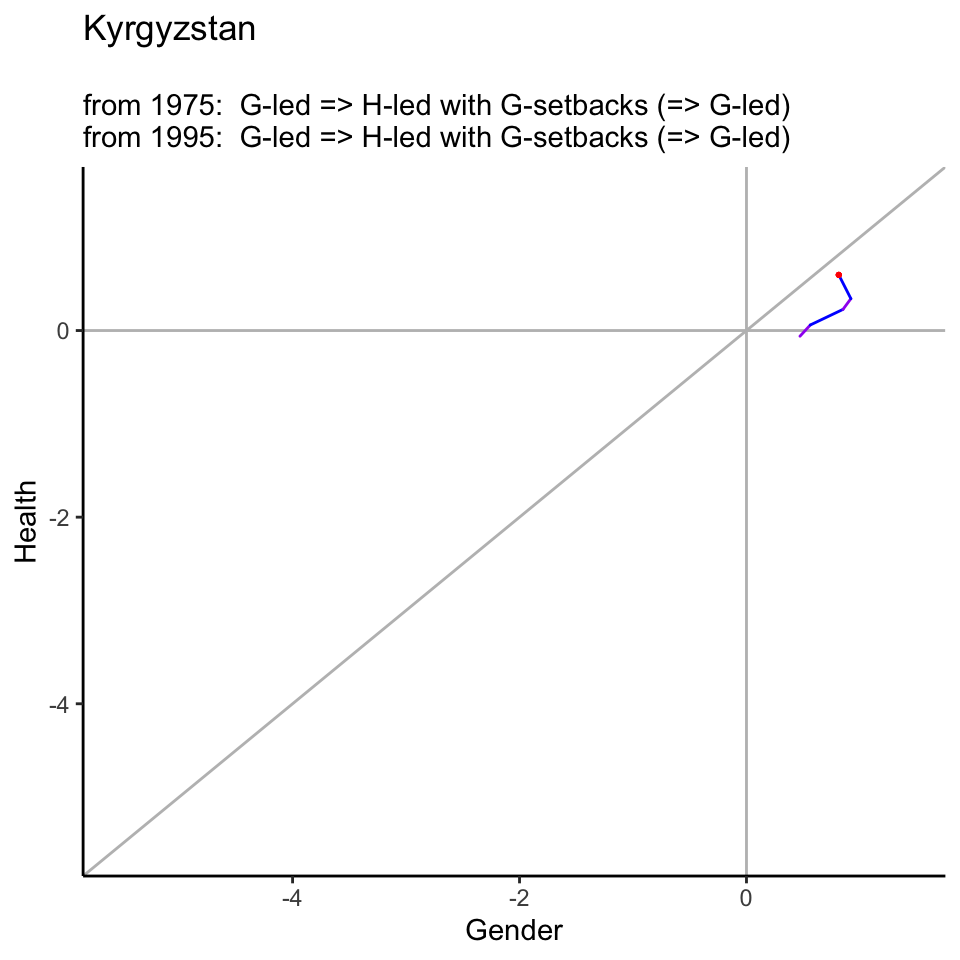 Kyrgyzstan
from 1975:  G-led => H-led with G-setbacks (=> G-led)
from 1995:  G-led => H-led with G-setbacks (=> G-led)
0
-2
-4
Health
-4
-2
0
Gender